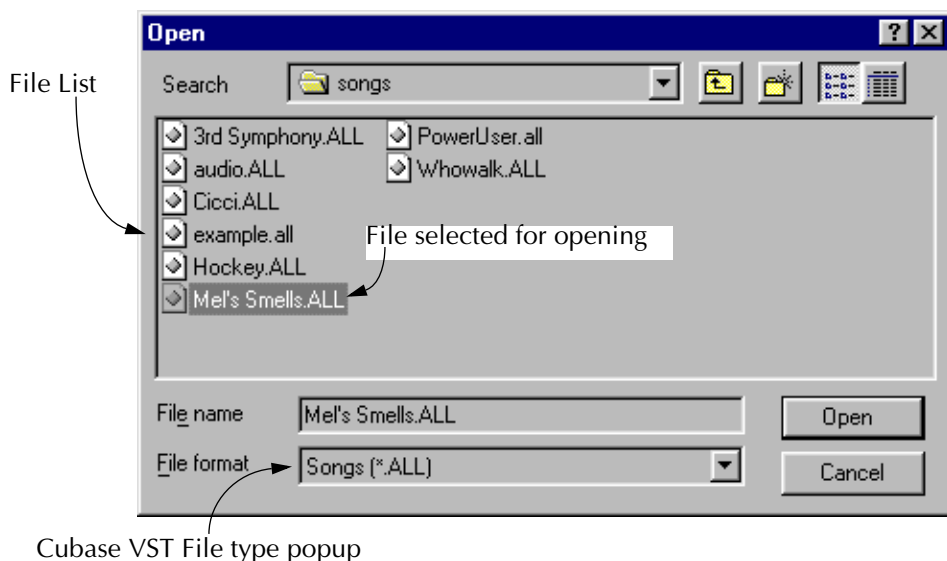 Open
File List
Search songs
3rd Symphony.ALL PowerUser.all
audio.ALL Whowalk.ALL
Cicci.ALL
example.all File selected for opening
Hockey.ALL
Mel's Smells.ALL
File name Mel's Smells.ALL Open
File format Songs (*.ALL) Cancel
Cubase VST File type popup